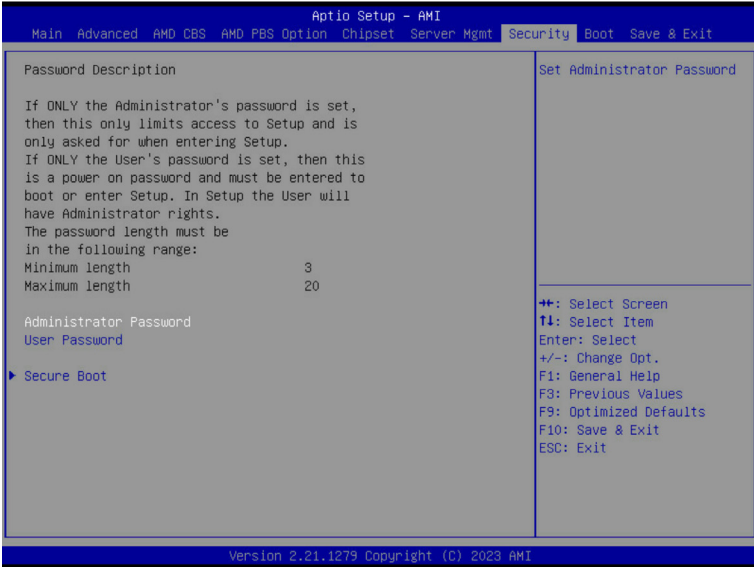 Aptio Setup – AMI
Main Advanced AMD CBS AMD PBS Option Chipset Server Mgmt Security Boot Save & Exit
Password Description
If ONLY the Administrator's password is set,
then this only limits access to Setup and is
only asked for when entering Setup.
If ONLY the User's password is set, then this
is a power on password and must be entered to
boot or enter Setup. In Setup the User will
have Administrator rights.
The password length must be
in the following range:
Minimum length 3
Maximum length 20
Administrator Password
User Password
Secure Boot
Set Administrator Password
→←: Select Screen
↑↓: Select Item
Enter: Select
+/-: Change Opt.
F1: General Help
F3: Previous Values
F9: Optimized Defaults
F10: Save & Exit
ESC: Exit
Version 2.21.1279 Copyright (C) 2023 AMI